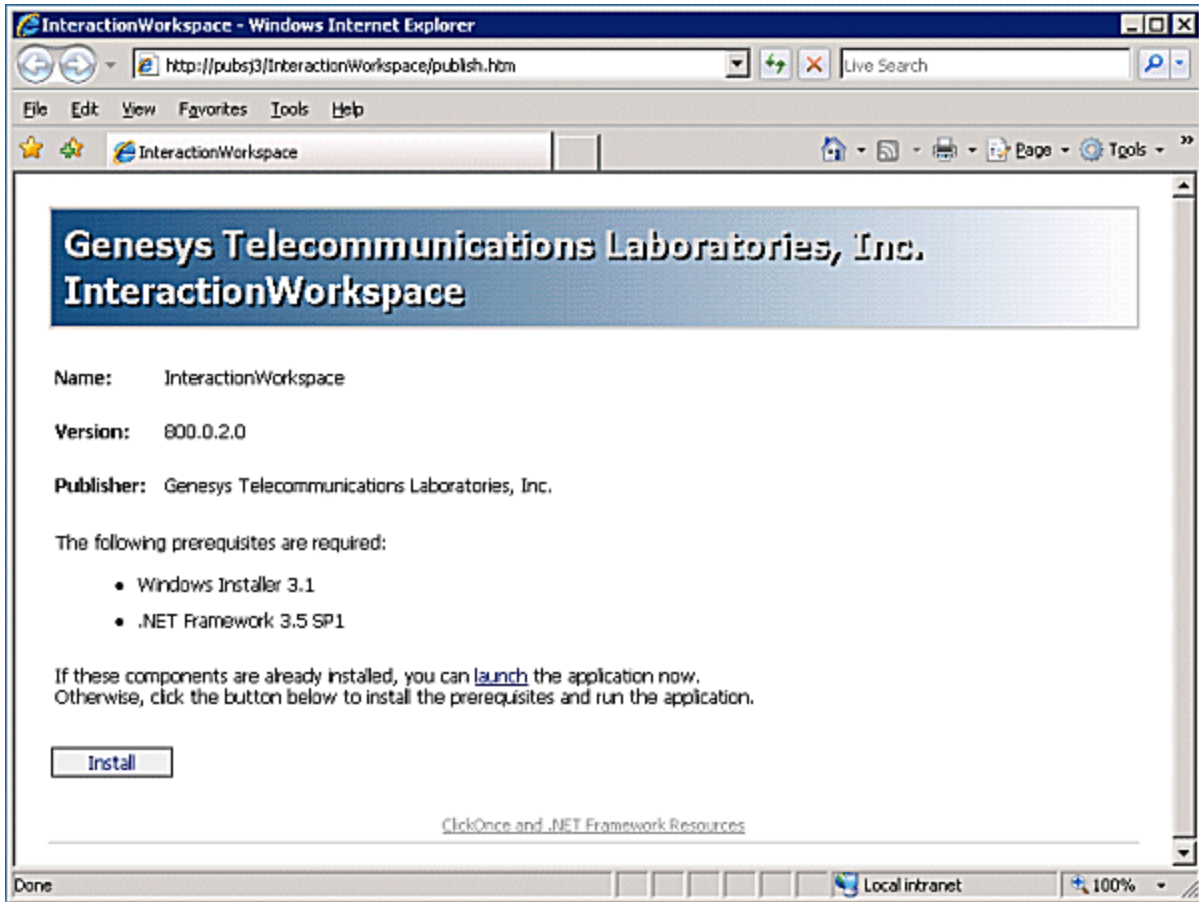 InteractionWorkspace - Windows Internet Explorer
http://pubsj3/InteractionWorkspace/publish.htm
Live Search
File Edit View Favorites Tools Help
InteractionWorkspace
Page Tools »
Genesys Telecommunications Laboratories, Inc.
InteractionWorkspace
Name: InteractionWorkspace
Version: 800.0.2.0
Publisher: Genesys Telecommunications Laboratories, Inc.
The following prerequisites are required:
• Windows Installer 3.1
• .NET Framework 3.5 SP1
If these components are already installed, you can launch the application now.
Otherwise, click the button below to install the prerequisites and run the application.
Install
ClickOnce and .NET Framework Resources
Done Local intranet 100%